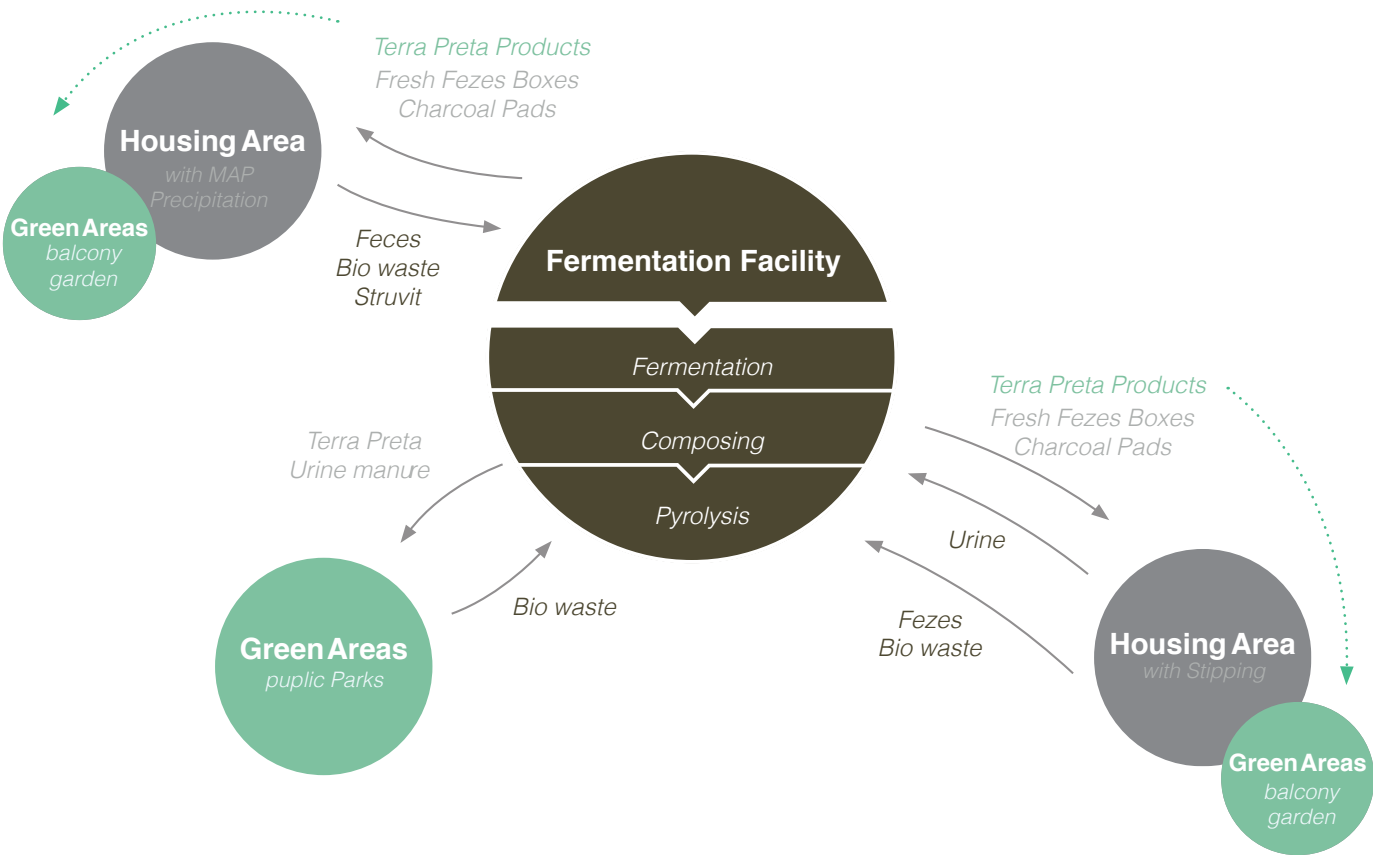 Terra Preta Products
Fresh Fezes Boxes
Charcoal Pads
Housing Area
with MAP
Precipitation
Green Areas
balcony
garden
Feces
Bio waste
Struvit
Fermentation Facility
Fermentation
Composing
Pyrolysis
Terra Preta Products
Fresh Fezes Boxes
Charcoal Pads
Terra Preta
Urine manure
Urine
Bio waste
Fezes
Bio waste
Green Areas
puplic Parks
Housing Area
with Stipping
Green Areas
balcony
garden